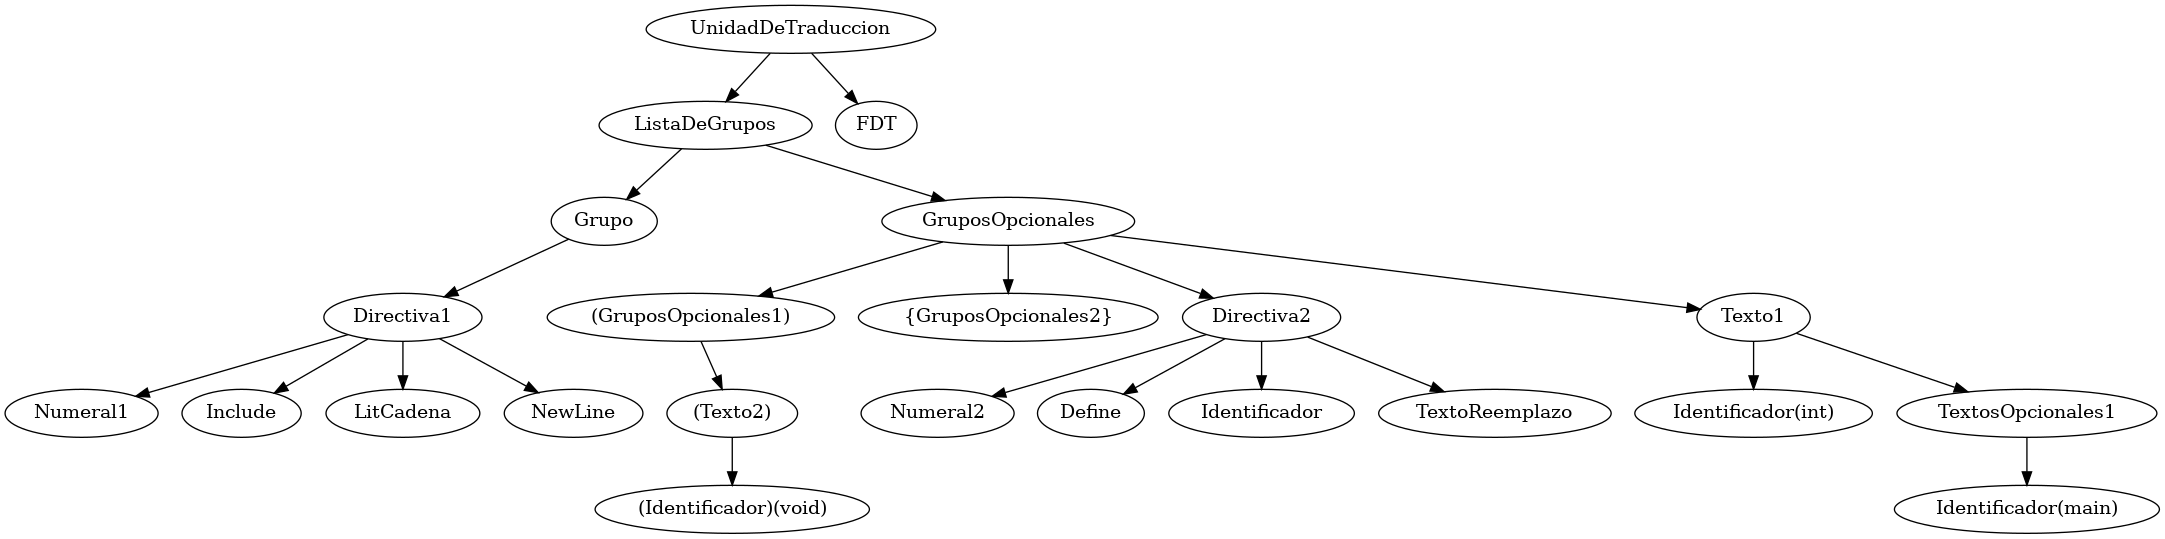 UnidadDeTraduccion
ListaDeGrupos
FDT
Grupo
GruposOpcionales
Directiva1
(GruposOpcionales1)
{GruposOpcionales2}
Directiva2
Texto1
Numeral1
Include
LitCadena
NewLine
(Texto2)
Numeral2
Define
Identificador
TextoReemplazo
Identificador(int)
TextosOpcionales1
(Identificador)(void)
Identificador(main)